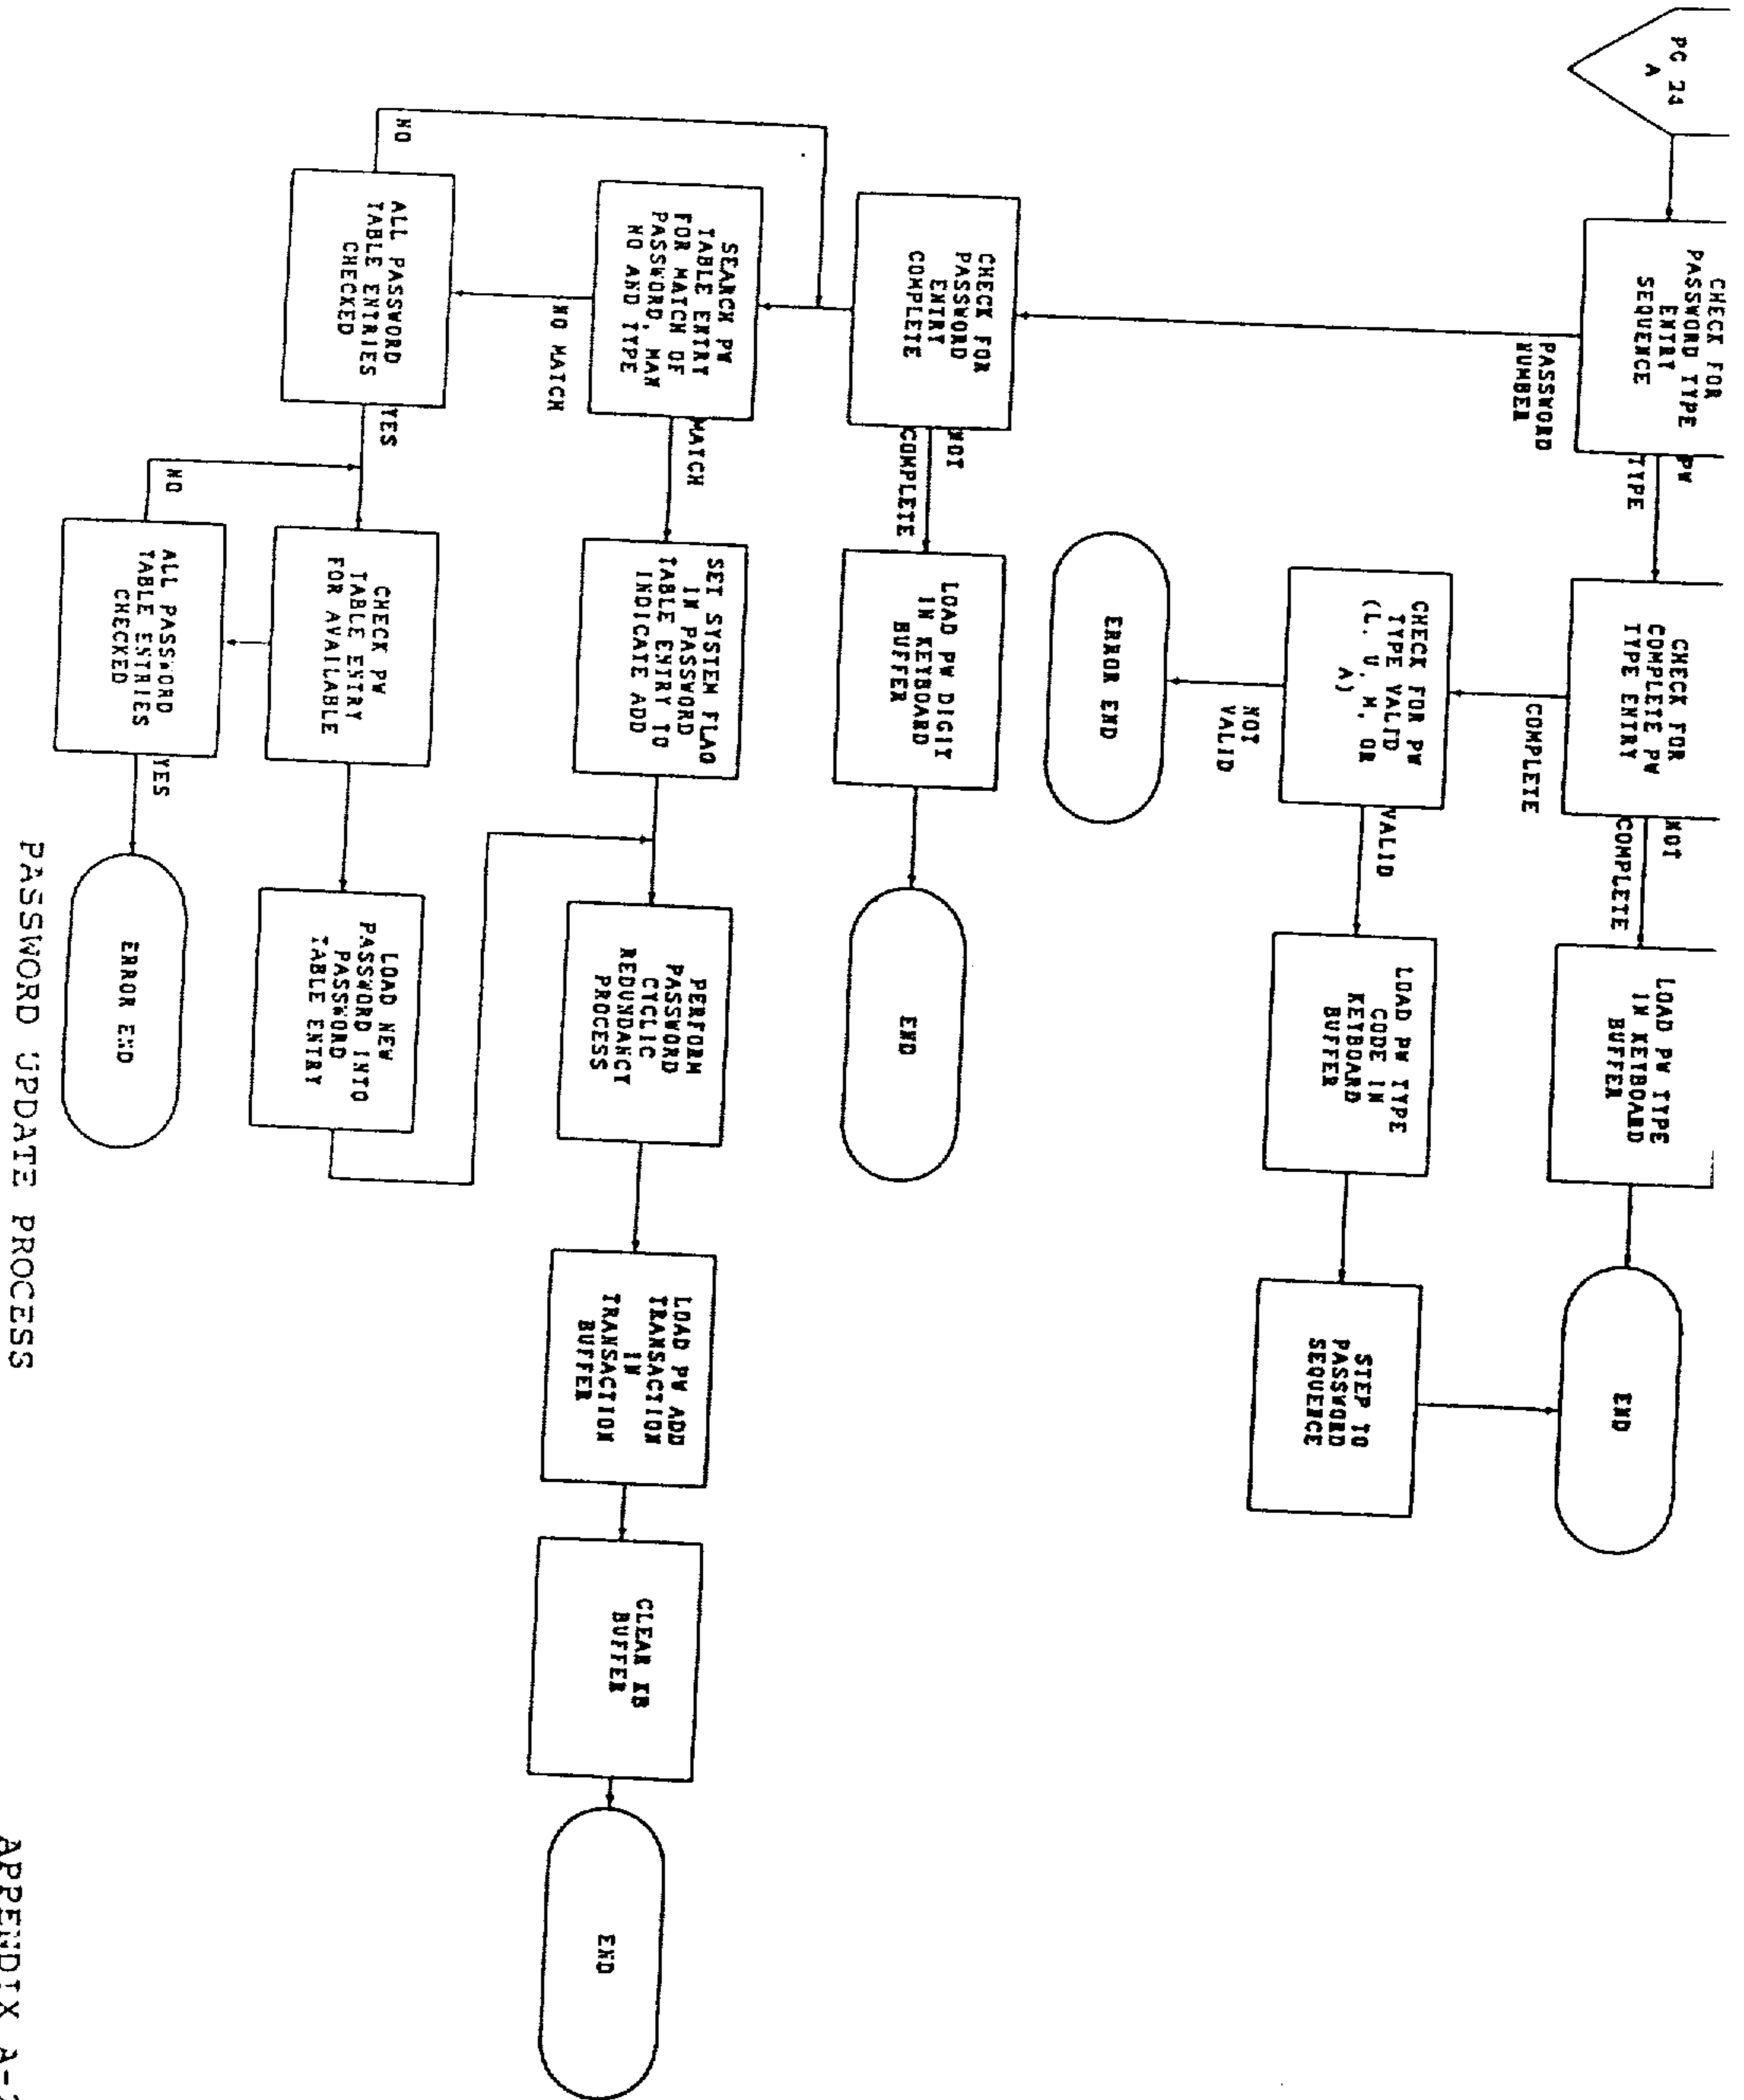 PG 24
A
CHECK FOR
PASSWORD TYPE
ENTRY
SEQUENCE
PW
TYPE
PASSWORD
NUMBER
CHECK FOR
COMPLETE PW
TYPE ENTRY
NOT
COMPLETE
COMPLETE
LOAD PW TYPE
IN KEYBOARD
BUFFER
END
CHECK FOR PW
TYPE VALID
(L, U, M, OR
A)
VALID
NOT
VALID
LOAD PW TYPE
CODE IN
KEYBOARD
BUFFER
STEP TO
PASSWORD
SEQUENCE
ERROR END
CHECK FOR
PASSWORD
ENTRY
COMPLETE
NOT
COMPLETE
LOAD PW DIGIT
IN KEYBOARD
BUFFER
END
SEARCH PW
TABLE ENTRY
FOR MATCH OF
PASSWORD, MAN
NO AND TYPE
MATCH
NO MATCH
SET SYSTEM FLAG
IN PASSWORD
TABLE ENTRY TO
INDICATE ADD
PERFORM
PASSWORD
CYCLIC
REDUNDANCY
PROCESS
LOAD PW ADD
TRANSACTION
IN
TRANSACTION
BUFFER
CLEAR KB
BUFFER
END
NO
ALL PASSWORD
TABLE ENTRIES
CHECKED
YES
CHECK PW
TABLE ENTRY
FOR AVAILABLE
LOAD NEW
PASSWORD INTO
PASSWORD
TABLE ENTRY
NO
ALL PASSWORD
TABLE ENTRIES
CHECKED
YES
ERROR END
PASSWORD UPDATE PROCESS
APPENDIX A-